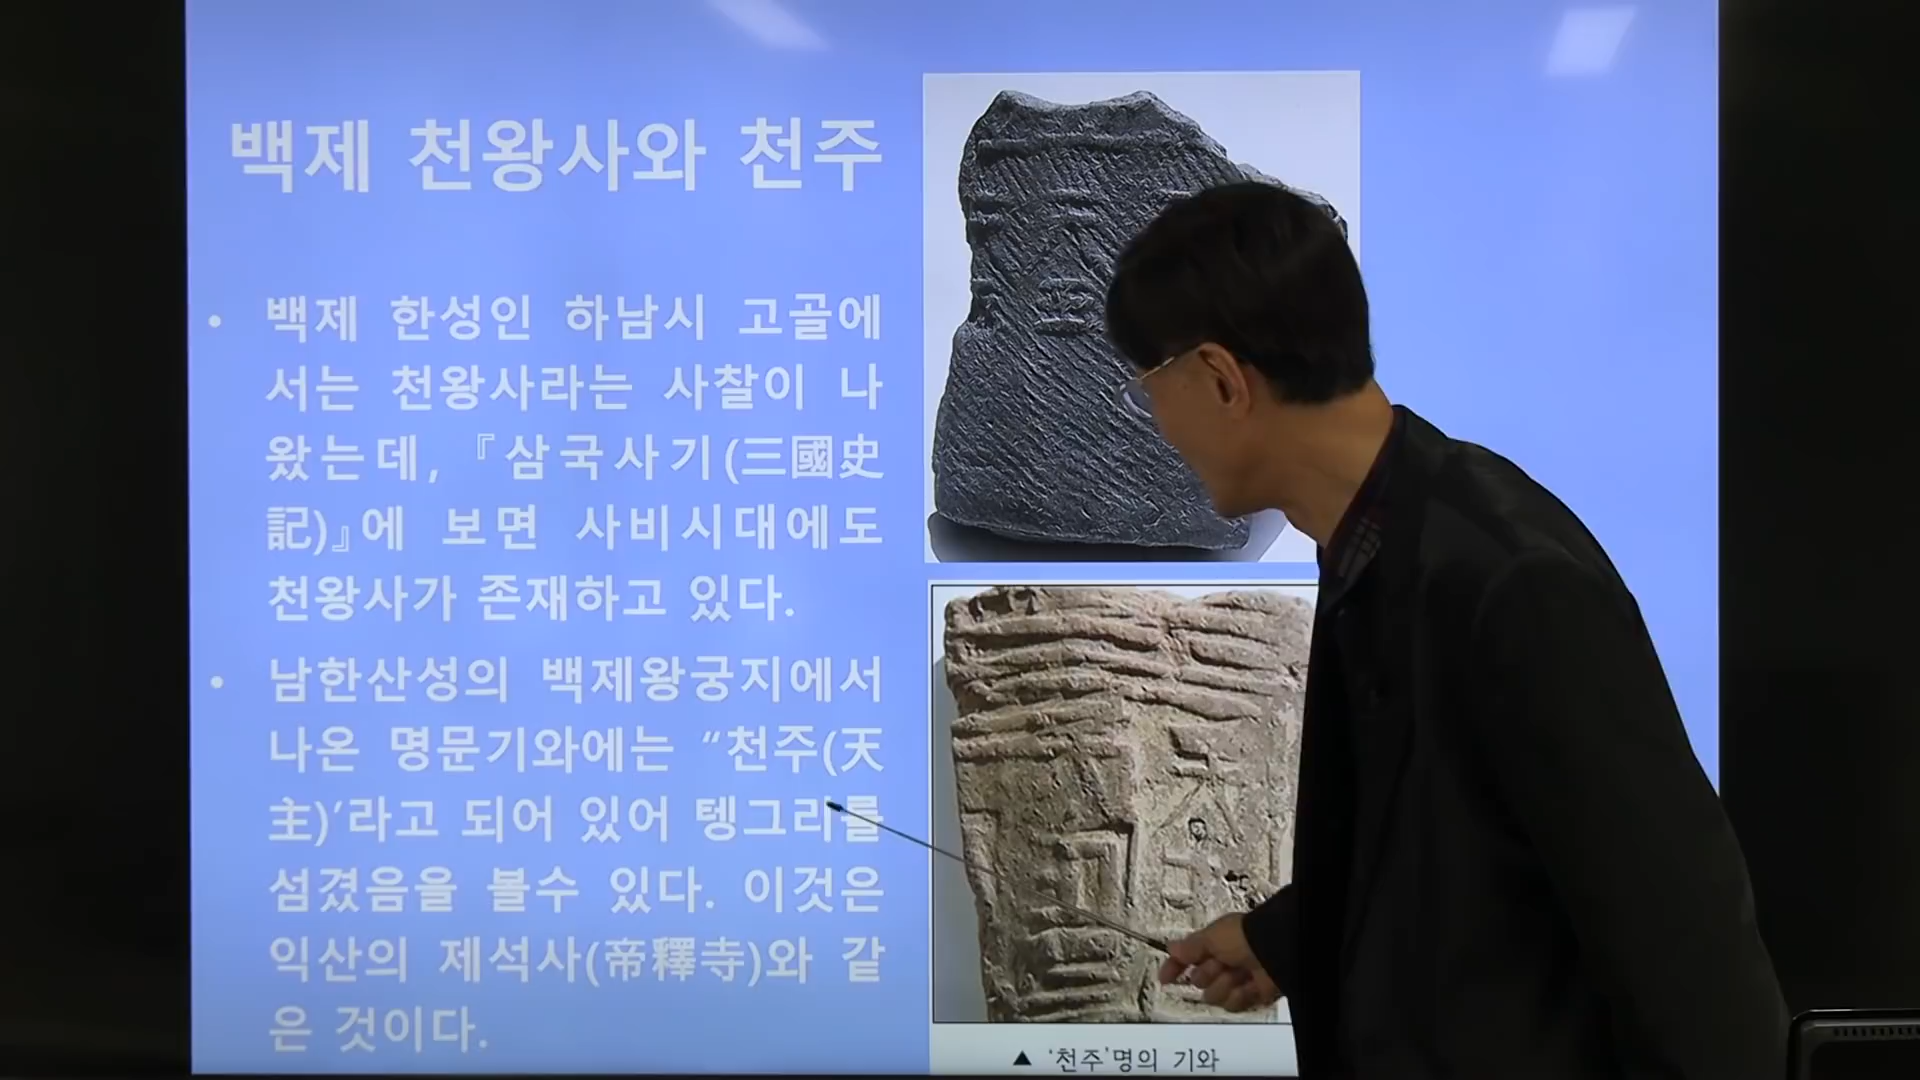 백제 천왕사와 천주
• 백제 한성인 하남시 고골에
서는 천왕사라는 사찰이 나
왔는데, 『삼국사기(三國史
記)』에 보면 사비시대에도
천왕사가 존재하고 있다.
• 남한산성의 백제왕궁지에서
나온 명문기와에는 “천주(天
主)’라고 되어 있어 텡그리를
섬겼음을 볼수 있다. 이것은
익산의 제석사(帝釋寺)와 같
은 것이다.
▲ ‘천주’명의 기와